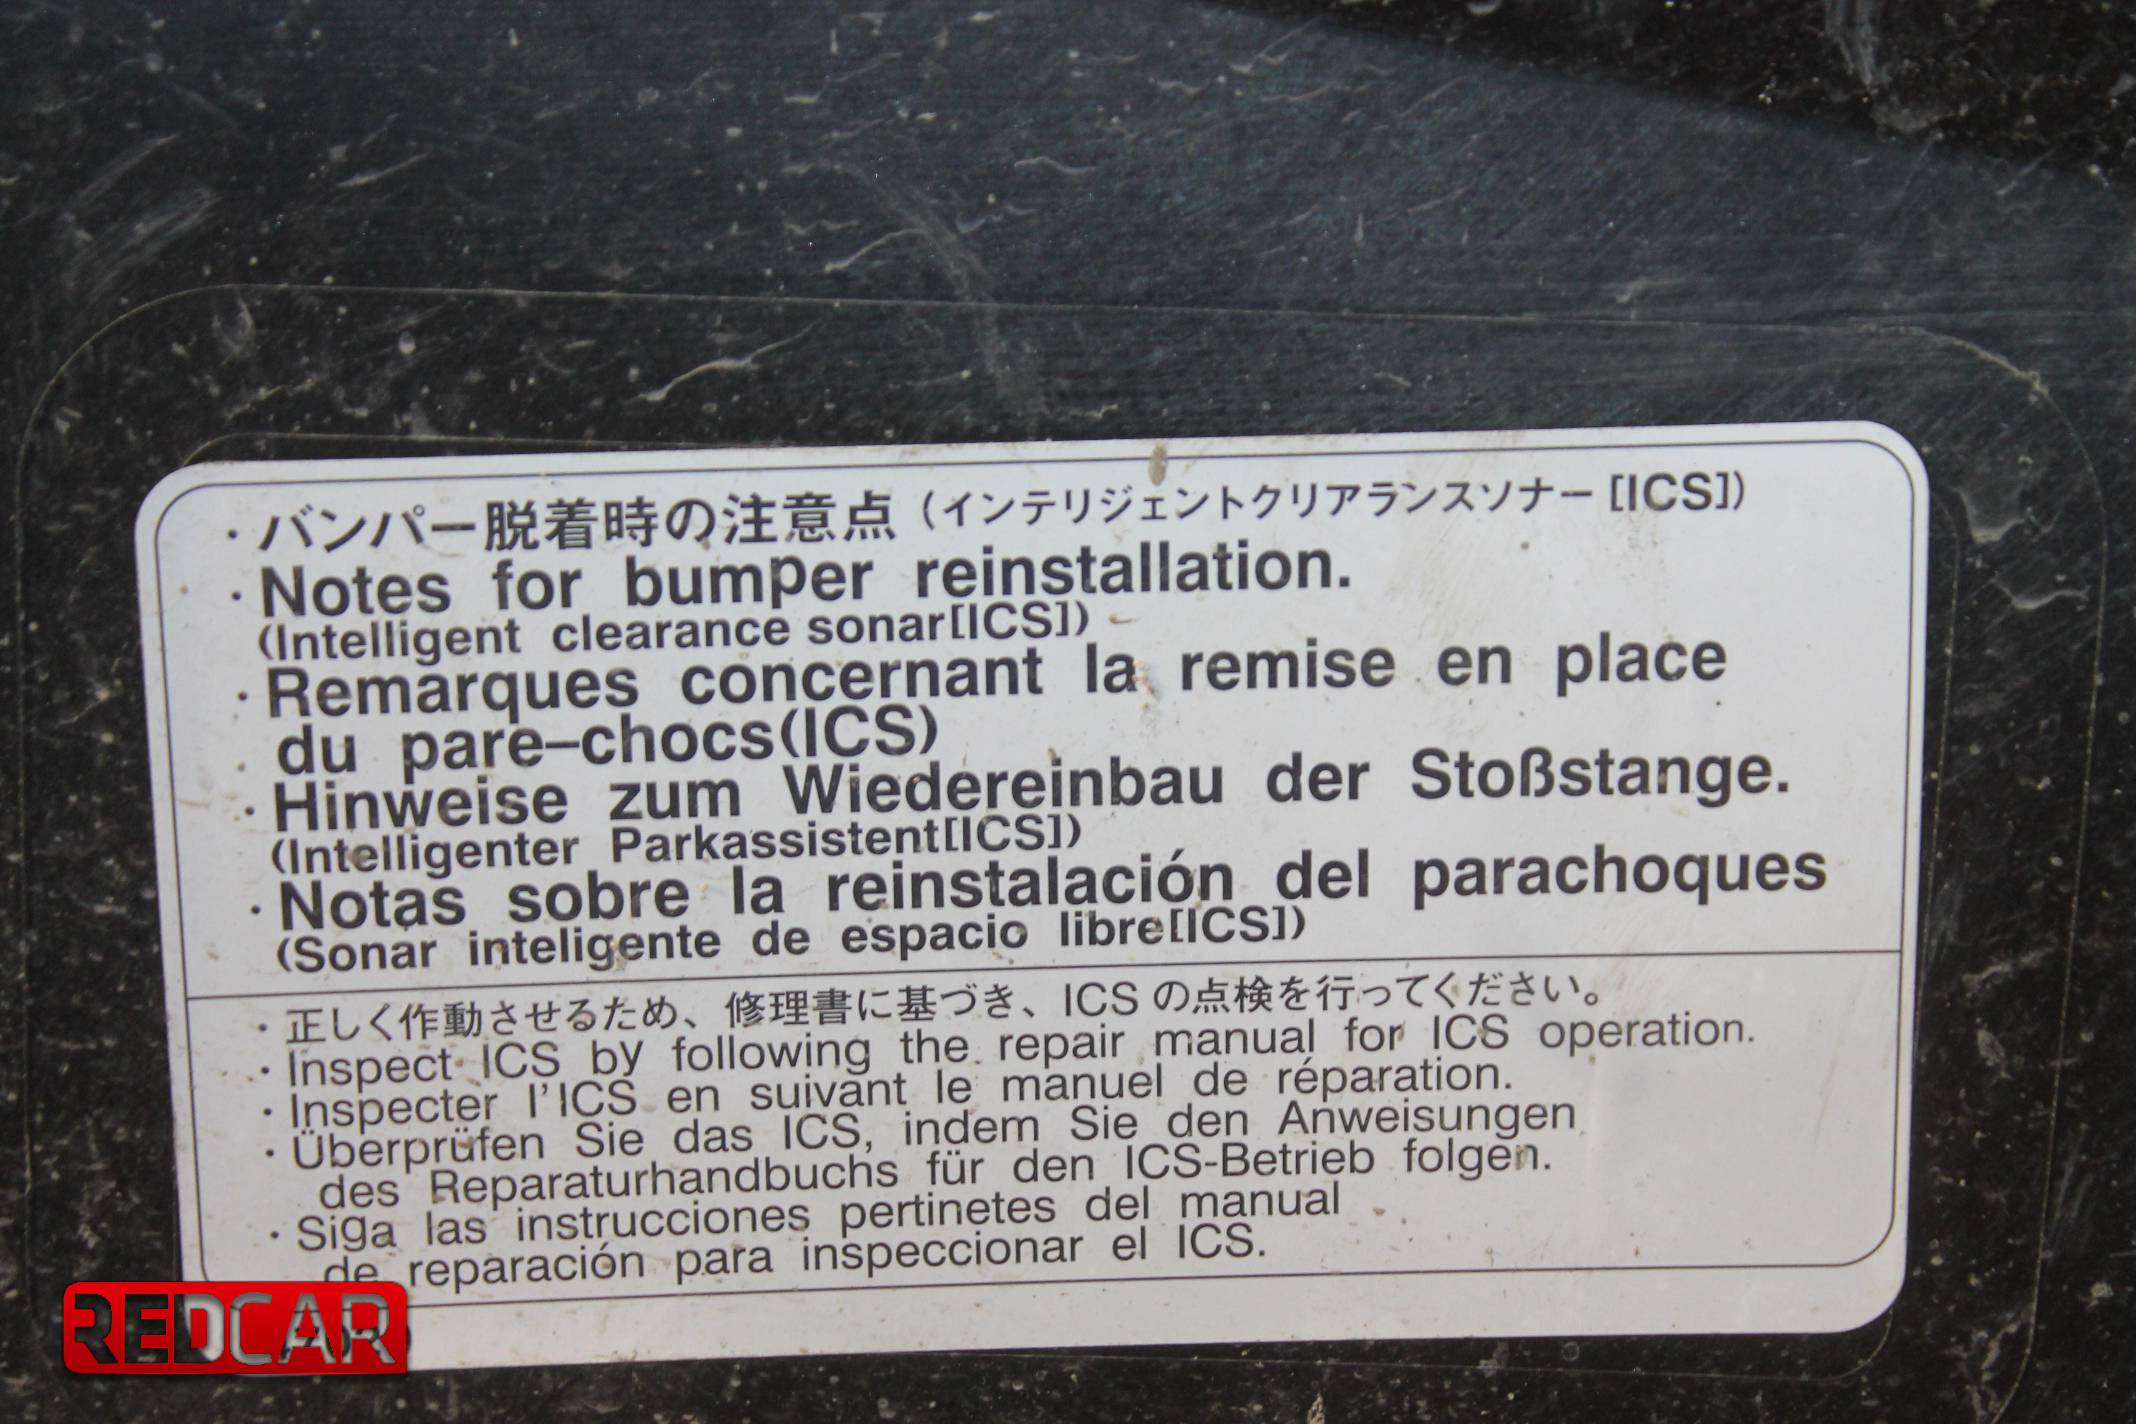 ・バンパー脱着時の注意点（インテリジェントクリアランスソナー [ICS]）
・Notes for bumper reinstallation.
(Intelligent clearance sonar[ICS])
・Remarques concernant la remise en place
du pare–chocs(ICS)
・Hinweise zum Wiedereinbau der Stoßstange.
(Intelligenter Parkassistent[ICS])
・Notas sobre la reinstalación del parachoques
(Sonar inteligente de espacio libre[ICS])
・正しく作動させるため、修理書に基づき、ICS の点検を行ってください。
・Inspect ICS by following the repair manual for ICS operation.
・Inspecter l'ICS en suivant le manuel de réparation.
・Überprüfen Sie das ICS, indem Sie den Anweisungen
des Reparaturhandbuchs für den ICS-Betrieb folgen.
・Siga las instrucciones pertinetes del manual
de reparación para inspeccionar el ICS.
REDCAR